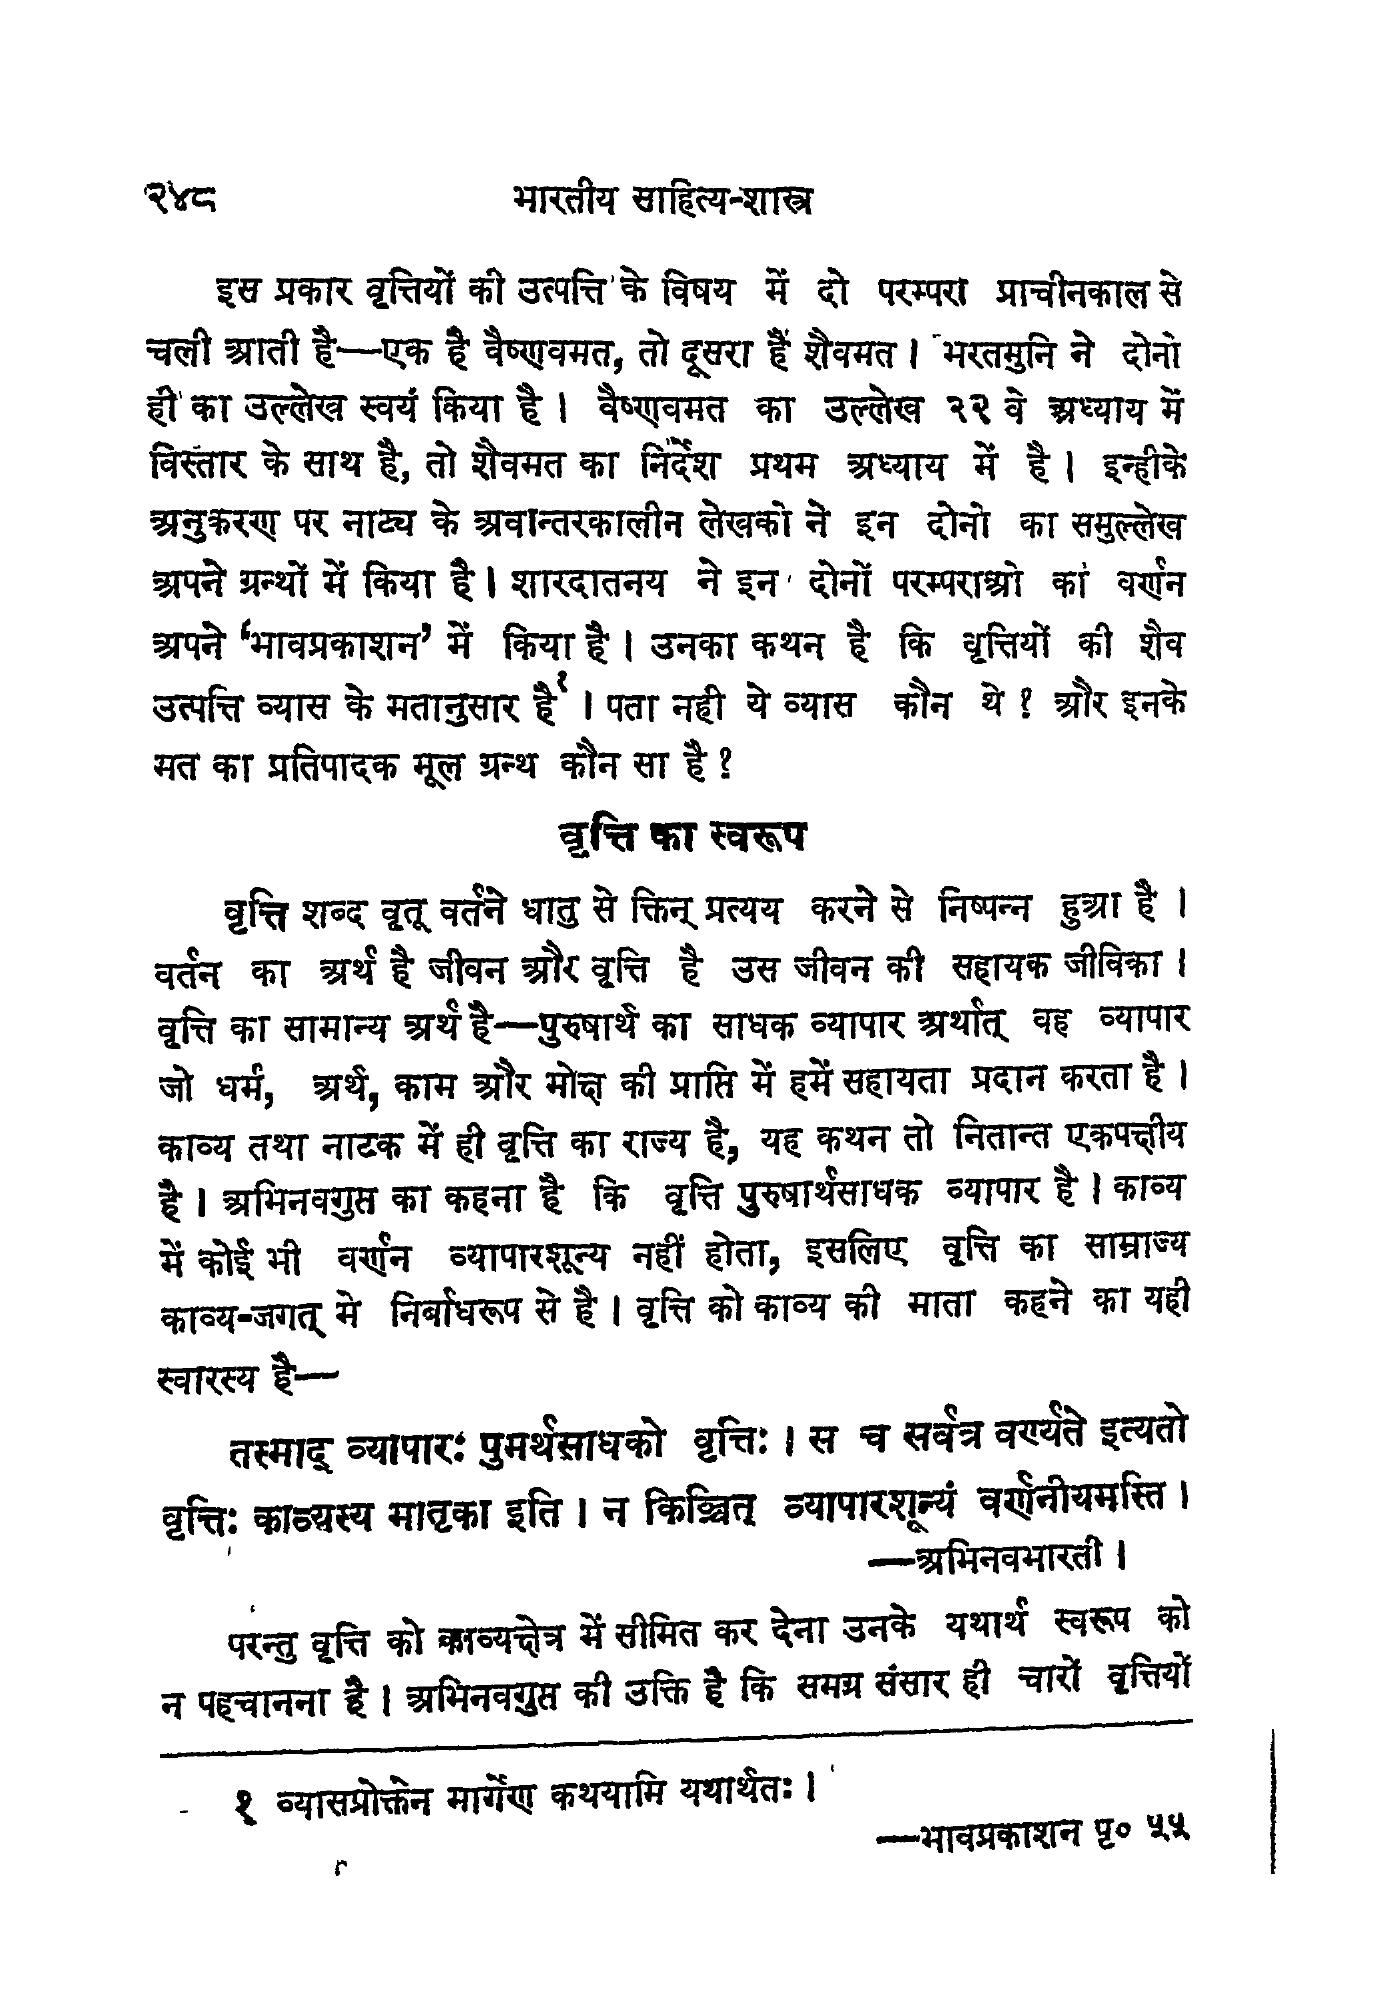 २४८ भारतीय साहित्य-शास्त्र
इस प्रकार वृत्तियों की उत्पत्ति के विषय में दो परम्परा प्राचीनकाल से
चली आती है—एक है वैष्णवमत, तो दूसरा हैं शैवमत। भरतमुनि ने दोनो
ही का उल्लेख स्वयं किया है। वैष्णवमत का उल्लेख २२ वे अध्याय में
विस्तार के साथ है, तो शैवमत का निर्देश प्रथम अध्याय में है। इन्हीके
अनुकरण पर नाट्य के अवान्तरकालीन लेखको ने इन दोनो का समुल्लेख
अपने ग्रन्थों में किया है। शारदातनय ने इन दोनों परम्पराओ का वर्णन
अपने ‘भावप्रकाशन’ में किया है। उनका कथन है कि वृत्तियों की शैव
उत्पत्ति व्यास के मतानुसार है¹। पता नही ये व्यास कौन थे? और इनके
मत का प्रतिपादक मूल ग्रन्थ कौन सा है?
वृत्ति का स्वरूप
वृत्ति शब्द वृतू वर्तने धातु से क्तिन् प्रत्यय करने से निष्पन्न हुआ है।
वर्तन का अर्थ है जीवन और वृत्ति है उस जीवन की सहायक जीविका।
वृत्ति का सामान्य अर्थ है—पुरुषार्थ का साधक व्यापार अर्थात् वह व्यापार
जो धर्म, अर्थ, काम और मोक्ष की प्राप्ति में हमें सहायता प्रदान करता है।
काव्य तथा नाटक में ही वृत्ति का राज्य है, यह कथन तो नितान्त एकपक्षीय
है। अभिनवगुप्त का कहना है कि वृत्ति पुरुषार्थसाधक व्यापार है। काव्य
में कोई भी वर्णन व्यापारशून्य नहीं होता, इसलिए वृत्ति का साम्राज्य
काव्य-जगत् मे निर्बाधरूप से है। वृत्ति को काव्य की माता कहने का यही
स्वारस्य है—
तस्माद् व्यापारः पुमर्थसाधको वृत्तिः। स च सर्वत्र वर्ण्यते इत्यतो
वृत्तिः काव्यस्य मातृका इति। न किञ्चित् व्यापारशून्यं वर्णनीयमस्ति।
—अभिनवभारती।
परन्तु वृत्ति को काव्यक्षेत्र में सीमित कर देना उनके यथार्थ स्वरूप को
न पहचानना है। अभिनवगुप्त की उक्ति है कि समग्र संसार ही चारों वृत्तियों
१ व्यासप्रोक्तेन मार्गेण कथयामि यथार्थतः।
—भावप्रकाशन पृ० ५५